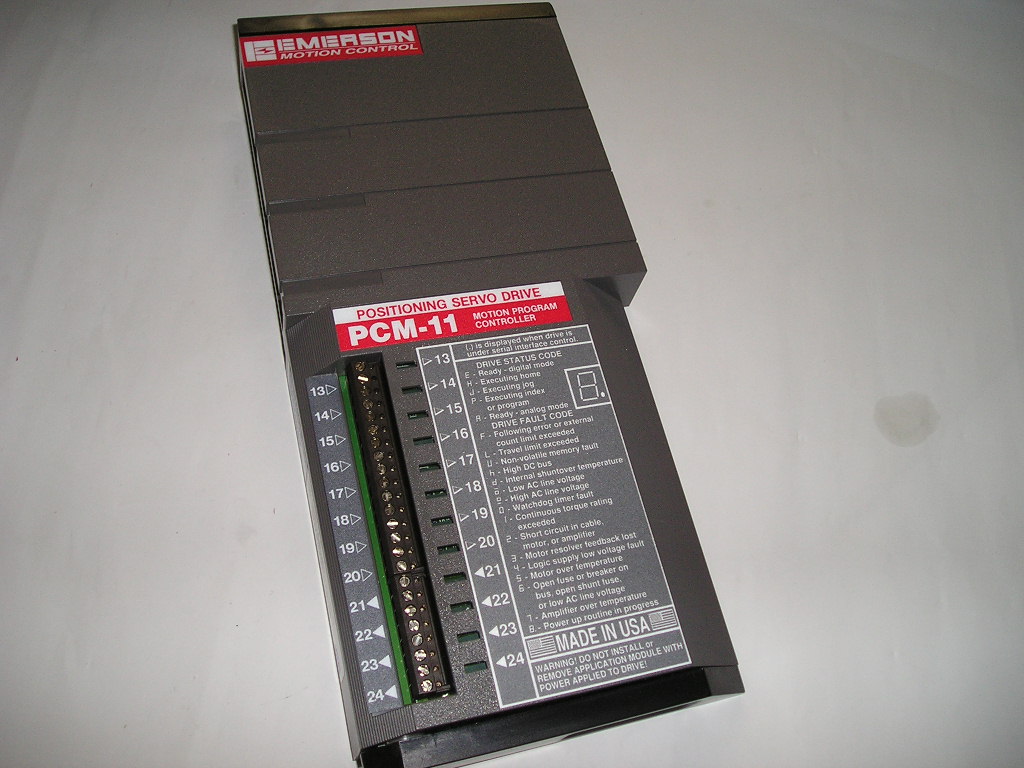 EMERSON
MOTION CONTROL
POSITIONING SERVO DRIVE
PCM-11
MOTION PROGRAM
CONTROLLER
13
14
15
16
17
18
19
20
21
22
23
24
13
14
15
16
17
18
19
20
21
22
23
24
(.) is displayed when drive is
under serial interface control.
DRIVE STATUS CODE
E - Ready - digital mode
H - Executing home
J - Executing jog
P - Executing index
or program
A - Ready - analog mode
DRIVE FAULT CODE
F - Following error or external
count limit exceeded
L - Travel limit exceeded
U - Non-volatile memory fault
h - High DC bus
d - Internal shuntover temperature
o - Low AC line voltage
- High AC line voltage
0 - Watchdog timer fault
1 - Continuous torque rating
exceeded
2 - Short circuit in cable,
motor, or amplifier
3 - Motor resolver feedback lost
4 - Logic supply low voltage fault
5 - Motor over temperature
6 - Open fuse or breaker on
bus, open shunt fuse,
or low AC line voltage
7 - Amplifier over temperature
8 - Power up routine in progress
8.
MADE IN USA
WARNING! DO NOT INSTALL or
REMOVE APPLICATION MODULE WITH
POWER APPLIED TO DRIVE!